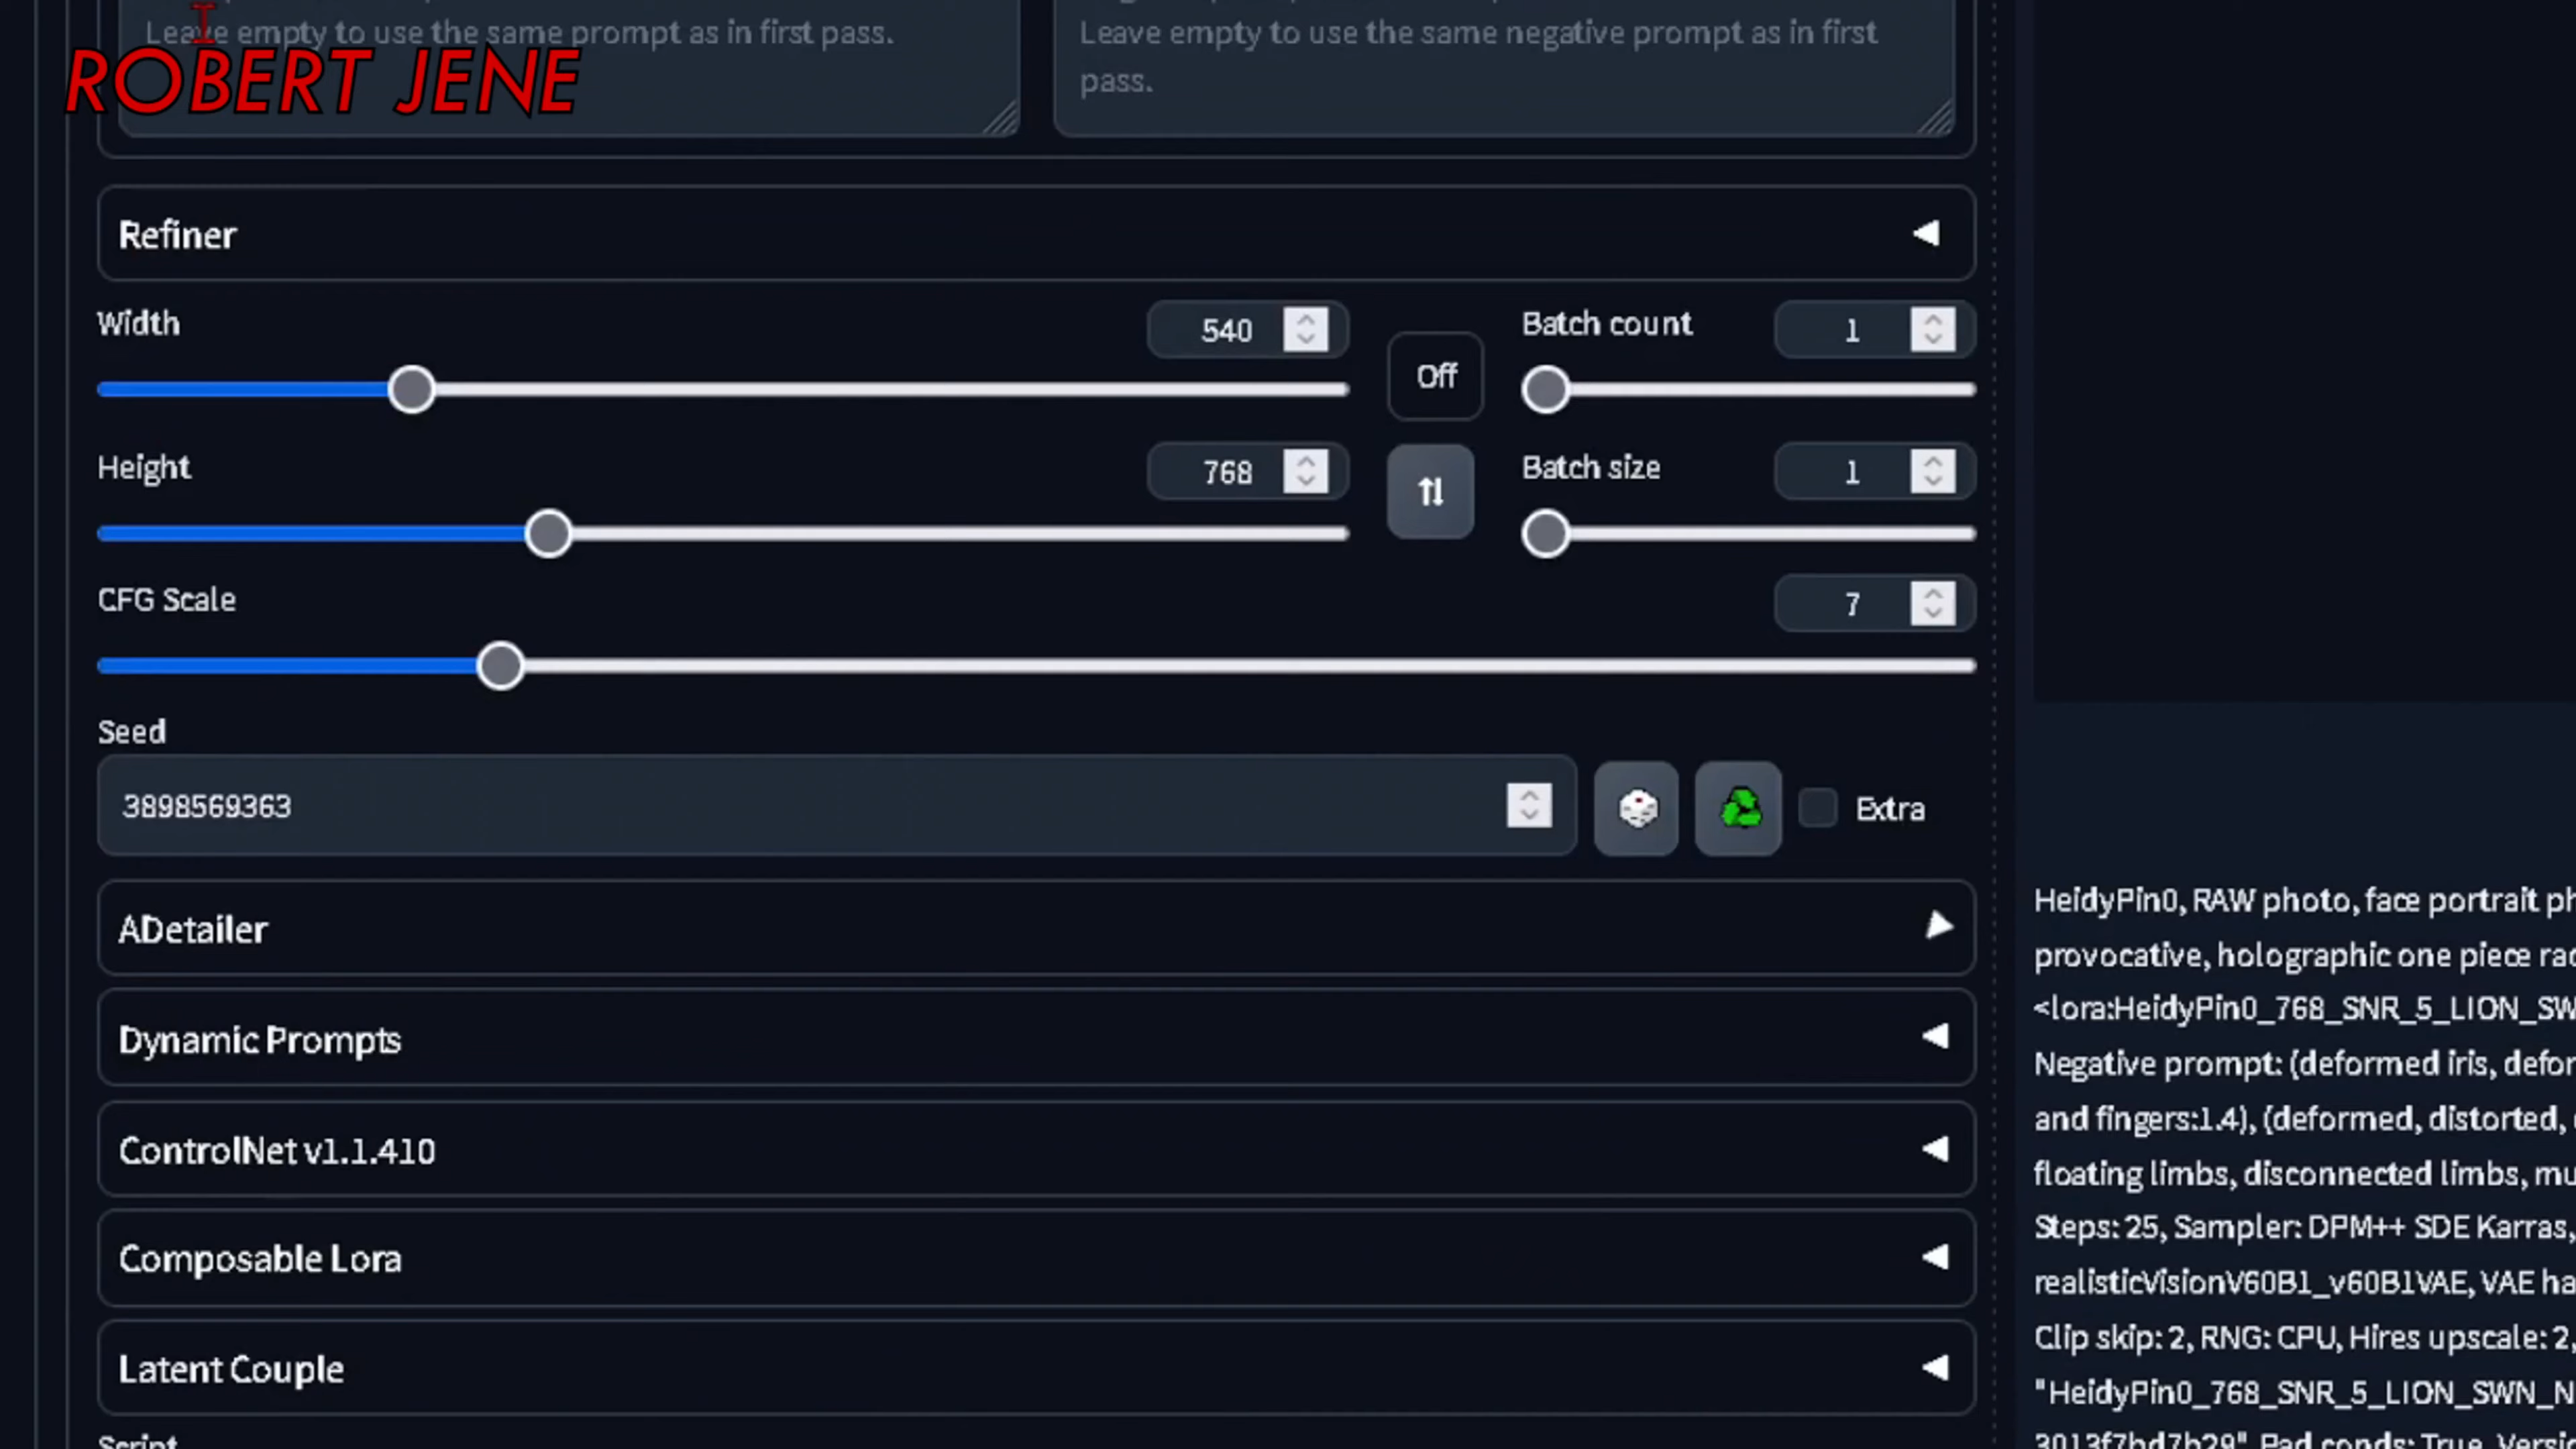 Leave empty to use the same prompt as in first pass.
Leave empty to use the same negative prompt as in first
pass.
ROBERT JENE
Refiner
Width
540
Off
Batch count
1
Height
768
Batch size
1
CFG Scale
7
Seed
3898569363
Extra
ADetailer
Dynamic Prompts
ControlNet v1.1.410
Composable Lora
Latent Couple
Script
HeidyPin0, RAW photo, face portrait
provocative, holographic one piece
<lora:HeidyPin0_768_SNR_5_LION_SW
Negative prompt: (deformed iris,
and fingers:1.4), (deformed, distorted,
floating limbs, disconnected limbs,
Steps: 25, Sampler: DPM++ SDE Karras,
realisticVisionV60B1_v60B1VAE, VAE
Clip skip: 2, RNG: CPU, Hires upscale: 2,
"HeidyPin0_768_SNR_5_LION_SWN_N
3013f7bd7b29", Pad conds: True,